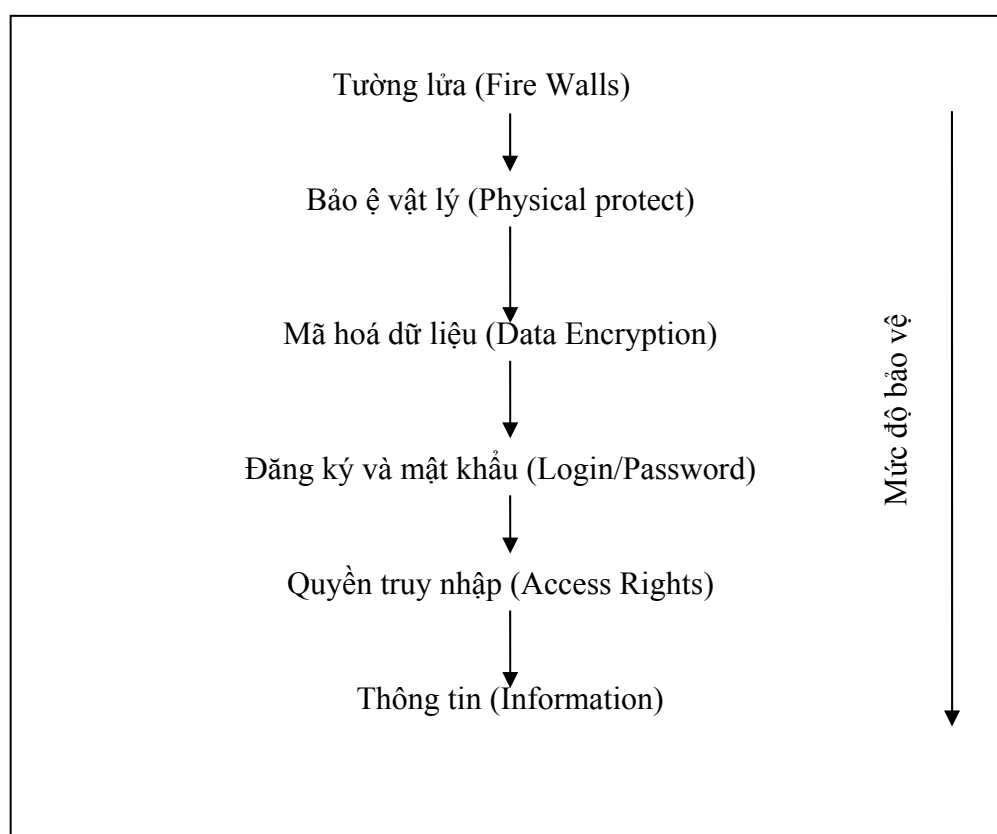 Tường lửa (Fire Walls)
Bảo ệ vật lý (Physical protect)
Mã hoá dữ liệu (Data Encryption)
Đăng ký và mật khẩu (Login/Password)
Quyền truy nhập (Access Rights)
Thông tin (Information)
Mức độ bảo vệ